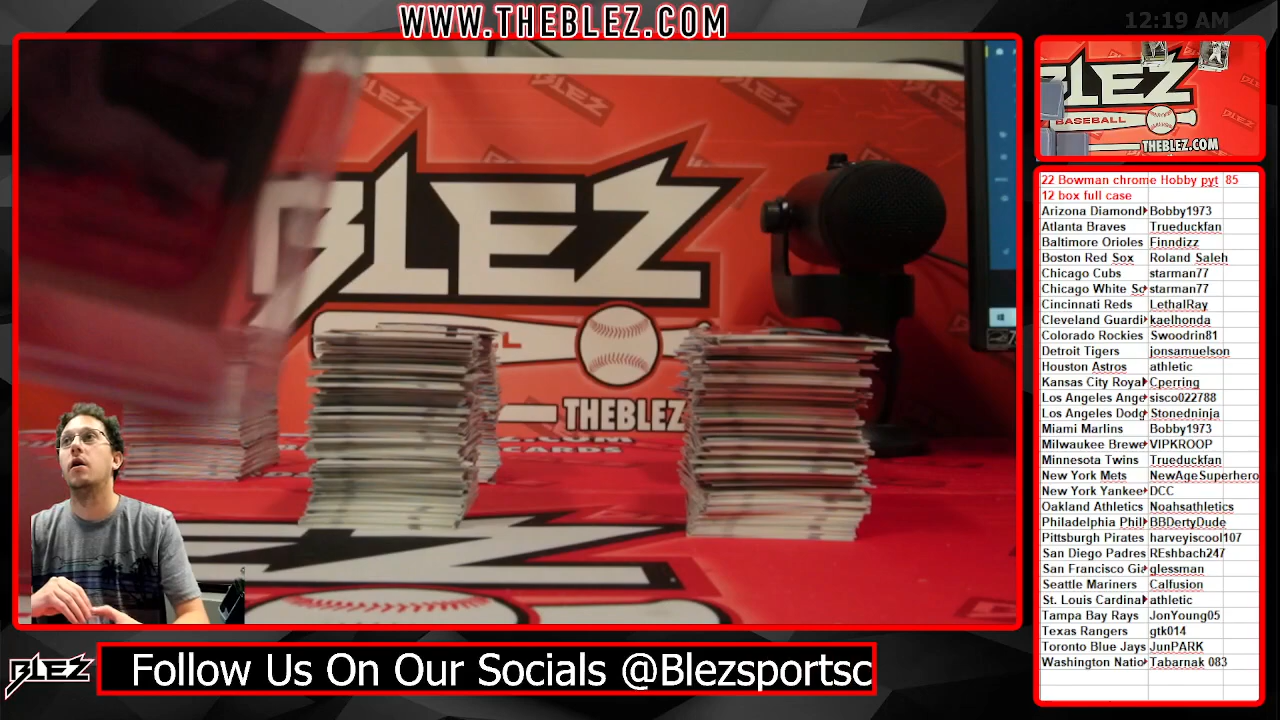 WWW.THEBLEZ.COM
12:19 AM
BLEZ
BLEZ
THEBLEZ
BLEZ
BASEBALL
THEBLEZ.COM
22 Bowman chrome Hobby pyt 85
12 box full case
Arizona Diamond Bobby1973
Atlanta Braves Trueduckfan
Baltimore Orioles Finndizz
Boston Red Sox Roland Saleh
Chicago Cubs starman77
Chicago White So starman77
Cincinnati Reds LethalRay
Cleveland Guardi kaelhonda
Colorado Rockies Swoodrin81
Detroit Tigers jonsamuelson
Houston Astros athletic
Kansas City Royal Cperring
Los Angeles Ange sisco022788
Los Angeles Dodg Stonedninja
Miami Marlins Bobby1973
Milwaukee Brewe VIPKROOP
Minnesota Twins Trueduckfan
New York Mets NewAgeSuperhero
New York Yankee DCC
Oakland Athletics Noahsathletics
Philadelphia Phil BBDertyDude
Pittsburgh Pirates harveyiscool107
San Diego Padres REshbach247
San Francisco Gia glessman
Seattle Mariners Calfusion
St. Louis Cardina athletic
Tampa Bay Rays JonYoung05
Texas Rangers gtk014
Toronto Blue Jays JunPARK
Washington Natio Tabarnak 083
BLEZ
Follow Us On Our Socials @Blezsportsc